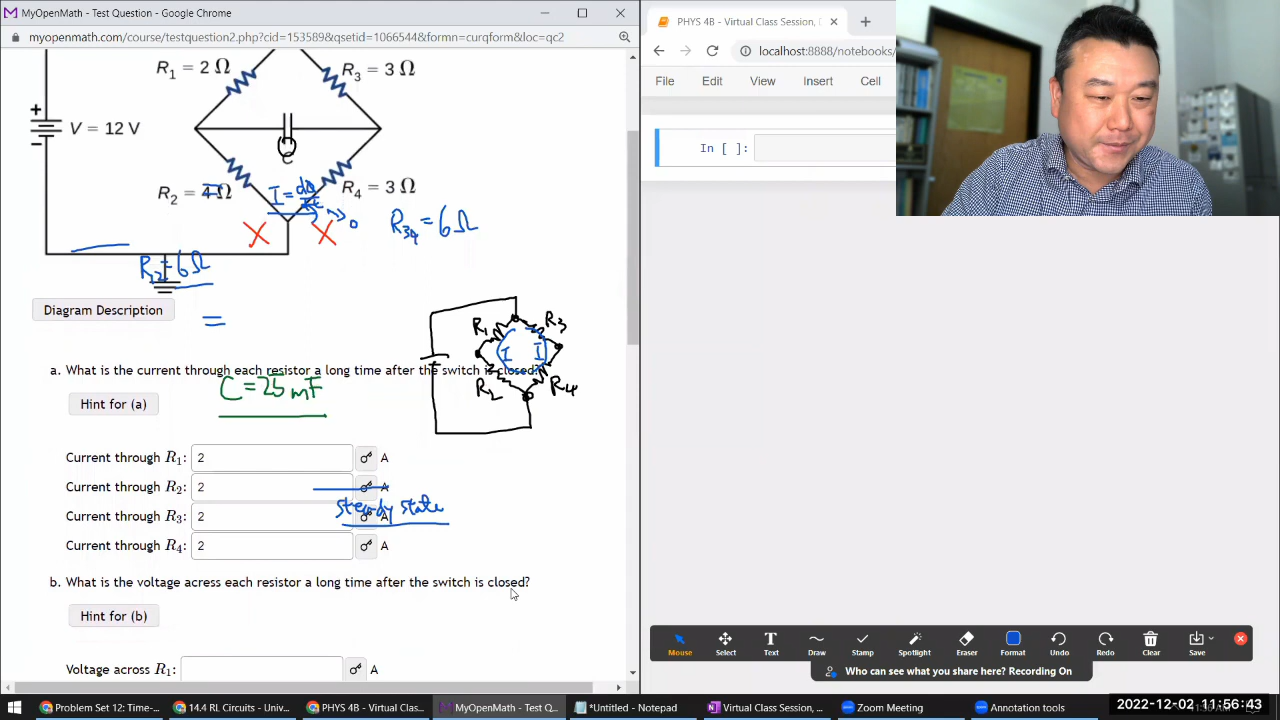 MyOpenMath - Test Question - Google Chrome
myopenmath.com/course/testquestion2.php?cid=153589&qsetid=1066544&formn=curqform&loc=qc2
R1 = 2 Ω
R3 = 3 Ω
+
V = 12 V
-
C
R2 = 4 Ω
I = dQ/dt
R4 = 3 Ω
→ 0
R34 = 6Ω
X X
R12 = 6Ω
Diagram Description
=
R1
R3
I I
R2
R4
a. What is the current through each resistor a long time after the switch is closed?
C = 25 mF
Hint for (a)
Current through R1: 2 A
Current through R2: 2 A
steady state
Current through R3: 2 A
Current through R4: 2 A
b. What is the voltage acress each resistor a long time after the switch is closed?
Hint for (b)
Voltage across R1: A
PHYS 4B - Virtual Class Session, (
localhost:8888/notebooks/
File Edit View Insert Cell
In [ ]:
Mouse Select Text Draw Stamp Spotlight Eraser Format Undo Redo Clear Save
Who can see what you share here? Recording On
Problem Set 12: Time-...
14.4 RL Circuits - Univ...
PHYS 4B - Virtual Clas...
MyOpenMath - Test Q...
*Untitled - Notepad
Virtual Class Session, ...
Zoom Meeting
Annotation tools
2022-12-02 11:56:43